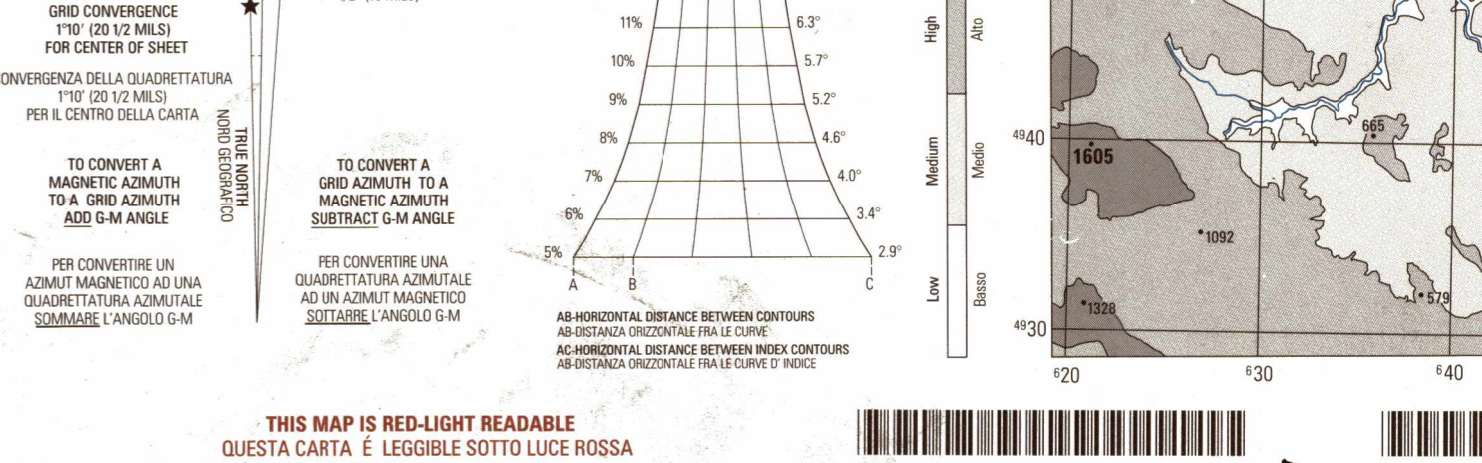 GRID CONVERGENCE
1°10' (20 1/2 MILS)
FOR CENTER OF SHEET
CONVERGENZA DELLA QUADRETTATURA
1°10' (20 1/2 MILS)
PER IL CENTRO DELLA CARTA
TO CONVERT A
MAGNETIC AZIMUTH
TO A GRID AZIMUTH
ADD G-M ANGLE
PER CONVERTIRE UN
AZIMUT MAGNETICO AD UNA
QUADRETTATURA AZIMUTALE
SOMMARE L'ANGOLO G-M
TRUE NORTH
NORD GEOGRAFICO
TO CONVERT A
GRID AZIMUTH TO A
MAGNETIC AZIMUTH
SUBTRACT G-M ANGLE
PER CONVERTIRE UNA
QUADRETTATURA AZIMUTALE
AD UN AZIMUT MAGNETICO
SOTTARRE L'ANGOLO G-M
11% 6.3°
10% 5.7°
9% 5.2°
8% 4.6°
7% 4.0°
6% 3.4°
5% 2.9°
A B C
AB-HORIZONTAL DISTANCE BETWEEN CONTOURS
AB-DISTANZA ORIZZONTALE FRA LE CURVE
AC-HORIZONTAL DISTANCE BETWEEN INDEX CONTOURS
AB-DISTANZA ORIZZONTALE FRA LE CURVE D' INDICE
High Alto
Medium Medio
Low Basso
4940
665
1605
1092
579
1328
4930
620 630 640
THIS MAP IS RED-LIGHT READABLE
QUESTA CARTA É LEGGIBLE SOTTO LUCE ROSSA